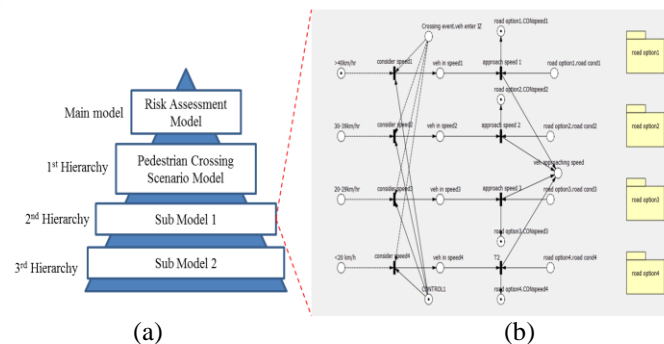 Main model
Risk Assessment
Model
1st Hierarchy
Pedestrian Crossing
Scenario Model
2nd Hierarchy
Sub Model 1
3rd Hierarchy
Sub Model 2
(a)
Crossing event.veh enter IZ
road option1.CONspeed1
>40km/hr
consider speed1
veh in speed1
approach speed 1
road option1.road cond1
road option1
road option2.CONspeed2
30-39km/hr
consider speed2
veh in speed2
approach speed 2
road option2.road cond2
road option2
veh approaching speed
20-29km/hr
consider speed3
veh in speed3
approach speed 3
road option3.road cond3
road option3
road option3.CONspeed3
<20 km/h
consider speed4
veh in speed4
T2
road option4.road cond4
road option4
CONTROL1
road option4.CONspeed4
(b)